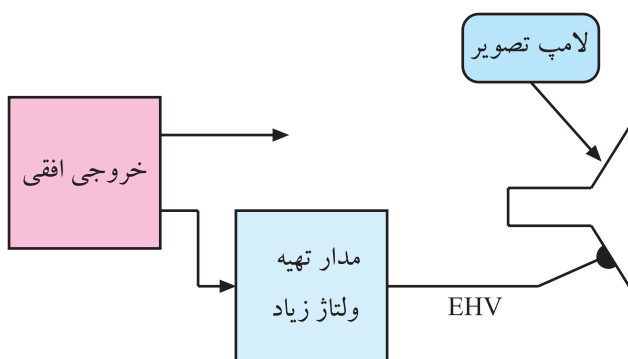 لامپ تصویر
خروجی افقی
مدار تهیه
ولتاژ زیاد
EHV